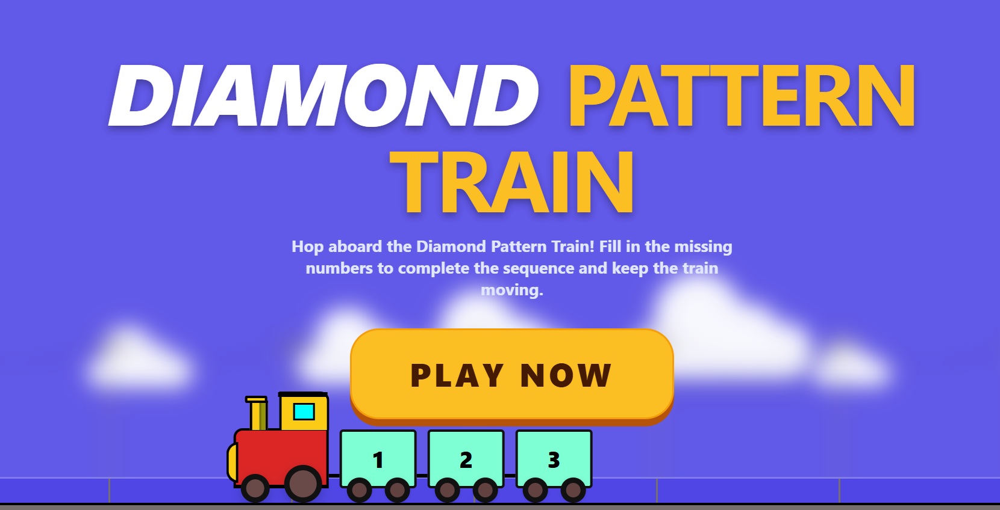 DIAMOND PATTERN
TRAIN
Hop aboard the Diamond Pattern Train! Fill in the missing
numbers to complete the sequence and keep the train
moving.
PLAY NOW
1 2 3